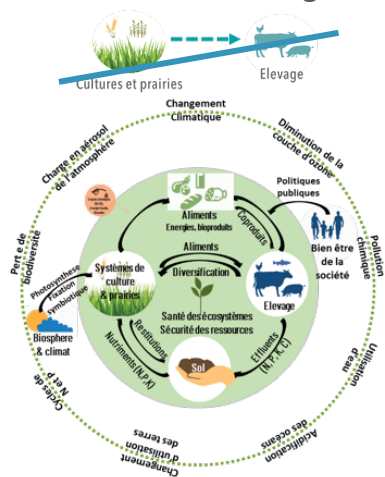 Cultures et prairies
Elevage
Changement
Climatique
Diminution de la
couche d'ozone
Pollution
chimique
Utilisation
d'eau
Acidification
des océans
Changement
d'utilisation
des terres
Cycles de
N et P
Perte de
biodiversité
Charge en aérosol
de l'atmosphère
Politiques
publiques
Bien être
de la
société
Aliments
Energies, bioproduits
Coproduits
Aliments
Diversification
Systèmes de
culture
& prairies
Elevage
Photosynthese
Fixation
symbiotique
Biosphere
& climat
Santé des écosystèmes
Sécurité des ressources
Restitutions
Nutriments (N,P,K)
Sol
Effluents
(N, P, K, C)